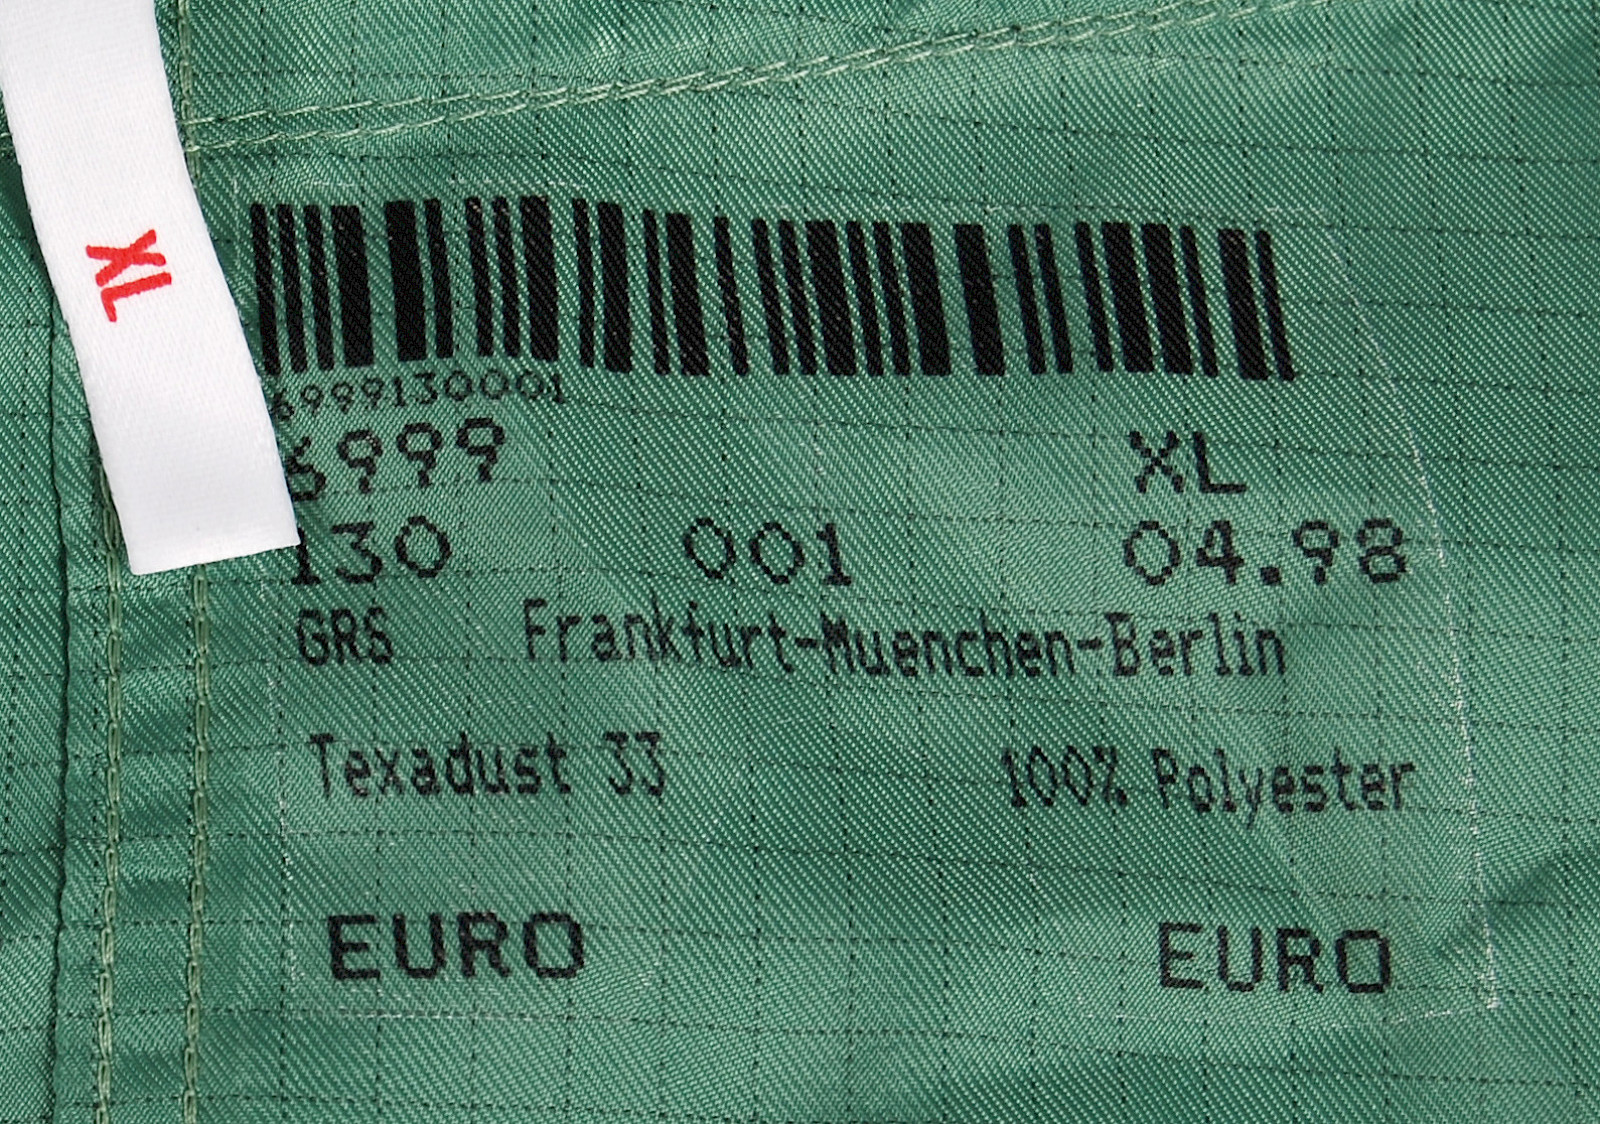 XL
6999130001
6999 XL
130 001 04.98
GRS Frankfurt-Muenchen-Berlin
Texadust 33 100% Polyester
EURO EURO